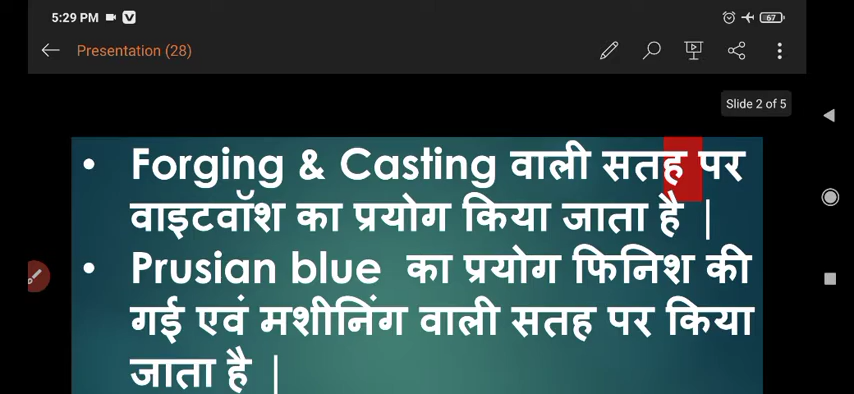 5:29 PM
67
Presentation (28)
Slide 2 of 5
• Forging & Casting वाली सतह पर
वाइटवॉश का प्रयोग किया जाता है |
• Prusian blue का प्रयोग फिनिश की
गई एवं मशीनिंग वाली सतह पर किया
जाता है |